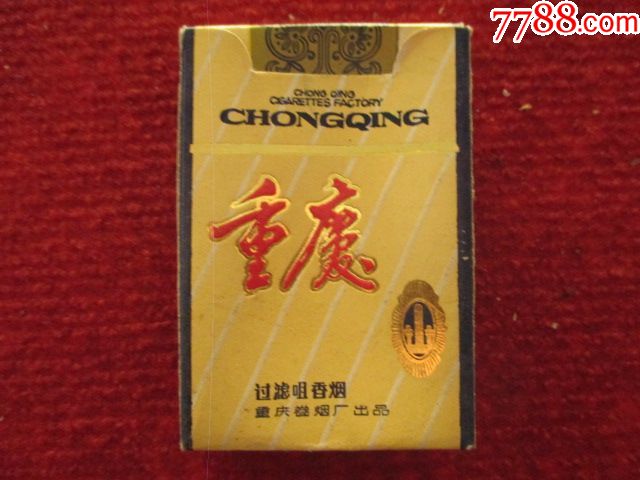 7788.com
CHONG QING
CIGARETTES FACTORY
CHONGQING
重慶
过滤咀香烟
重庆卷烟厂出品